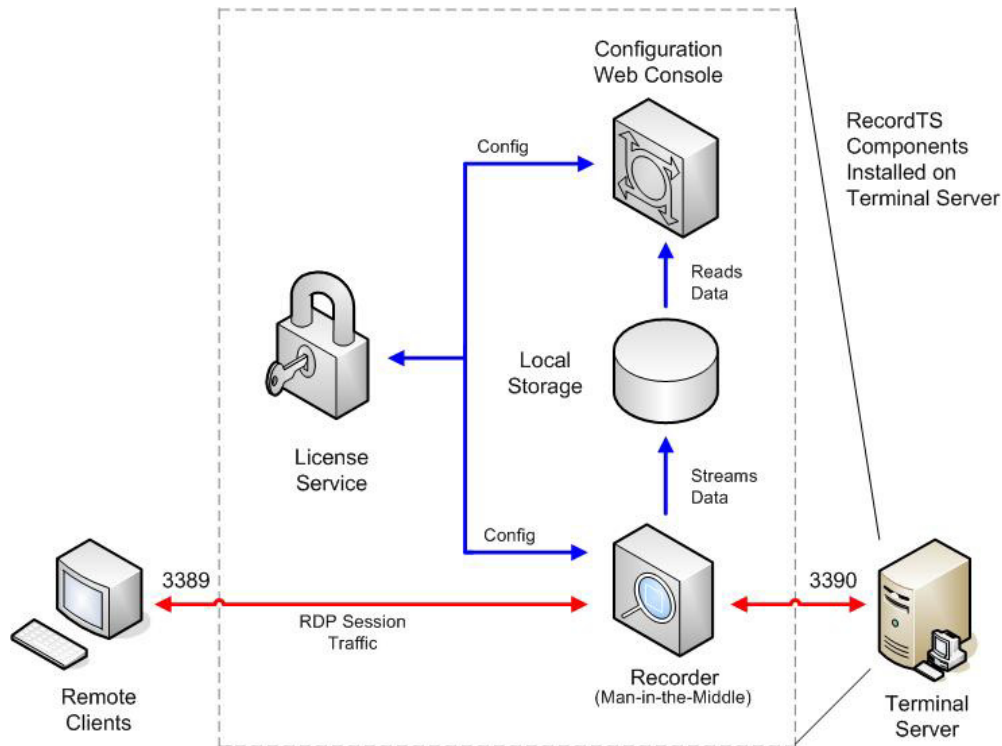 Configuration
Web Console
RecordTS
Components
Installed on
Terminal Server
Config
Reads
Data
Local
Storage
License
Service
Streams
Data
Config
3389
3390
RDP Session
Traffic
Remote
Clients
Recorder
(Man-in-the-Middle)
Terminal
Server